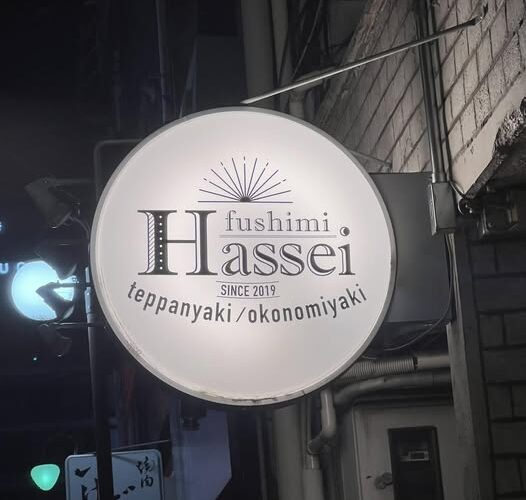 fushimi
Hassei
SINCE 2019
teppanyaki/okonomiyaki